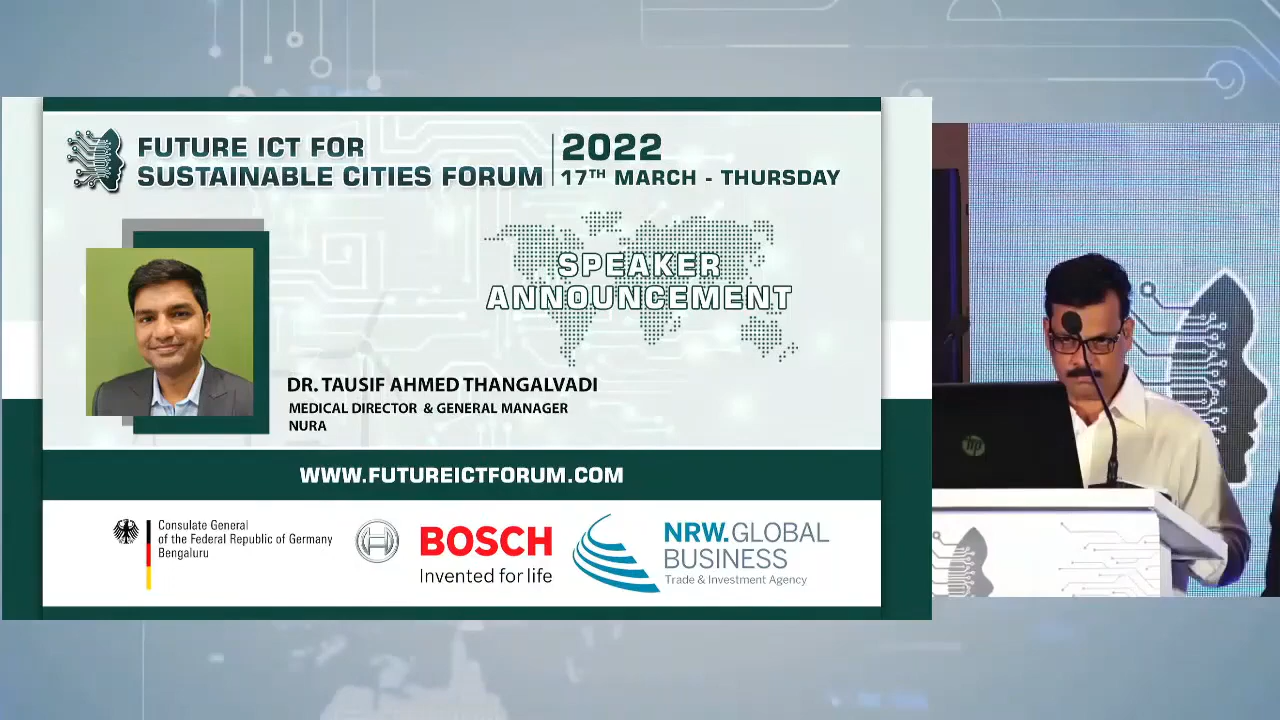 FUTURE ICT FOR
SUSTAINABLE CITIES FORUM
2022
17TH MARCH - THURSDAY
SPEAKER
ANNOUNCEMENT
DR. TAUSIF AHMED THANGALVADI
MEDICAL DIRECTOR & GENERAL MANAGER
NURA
WWW.FUTUREICTFORUM.COM
Consulate General
of the Federal Republic of Germany
Bengaluru
BOSCH
Invented for life
NRW.GLOBAL
BUSINESS
Trade & Investment Agency
hp